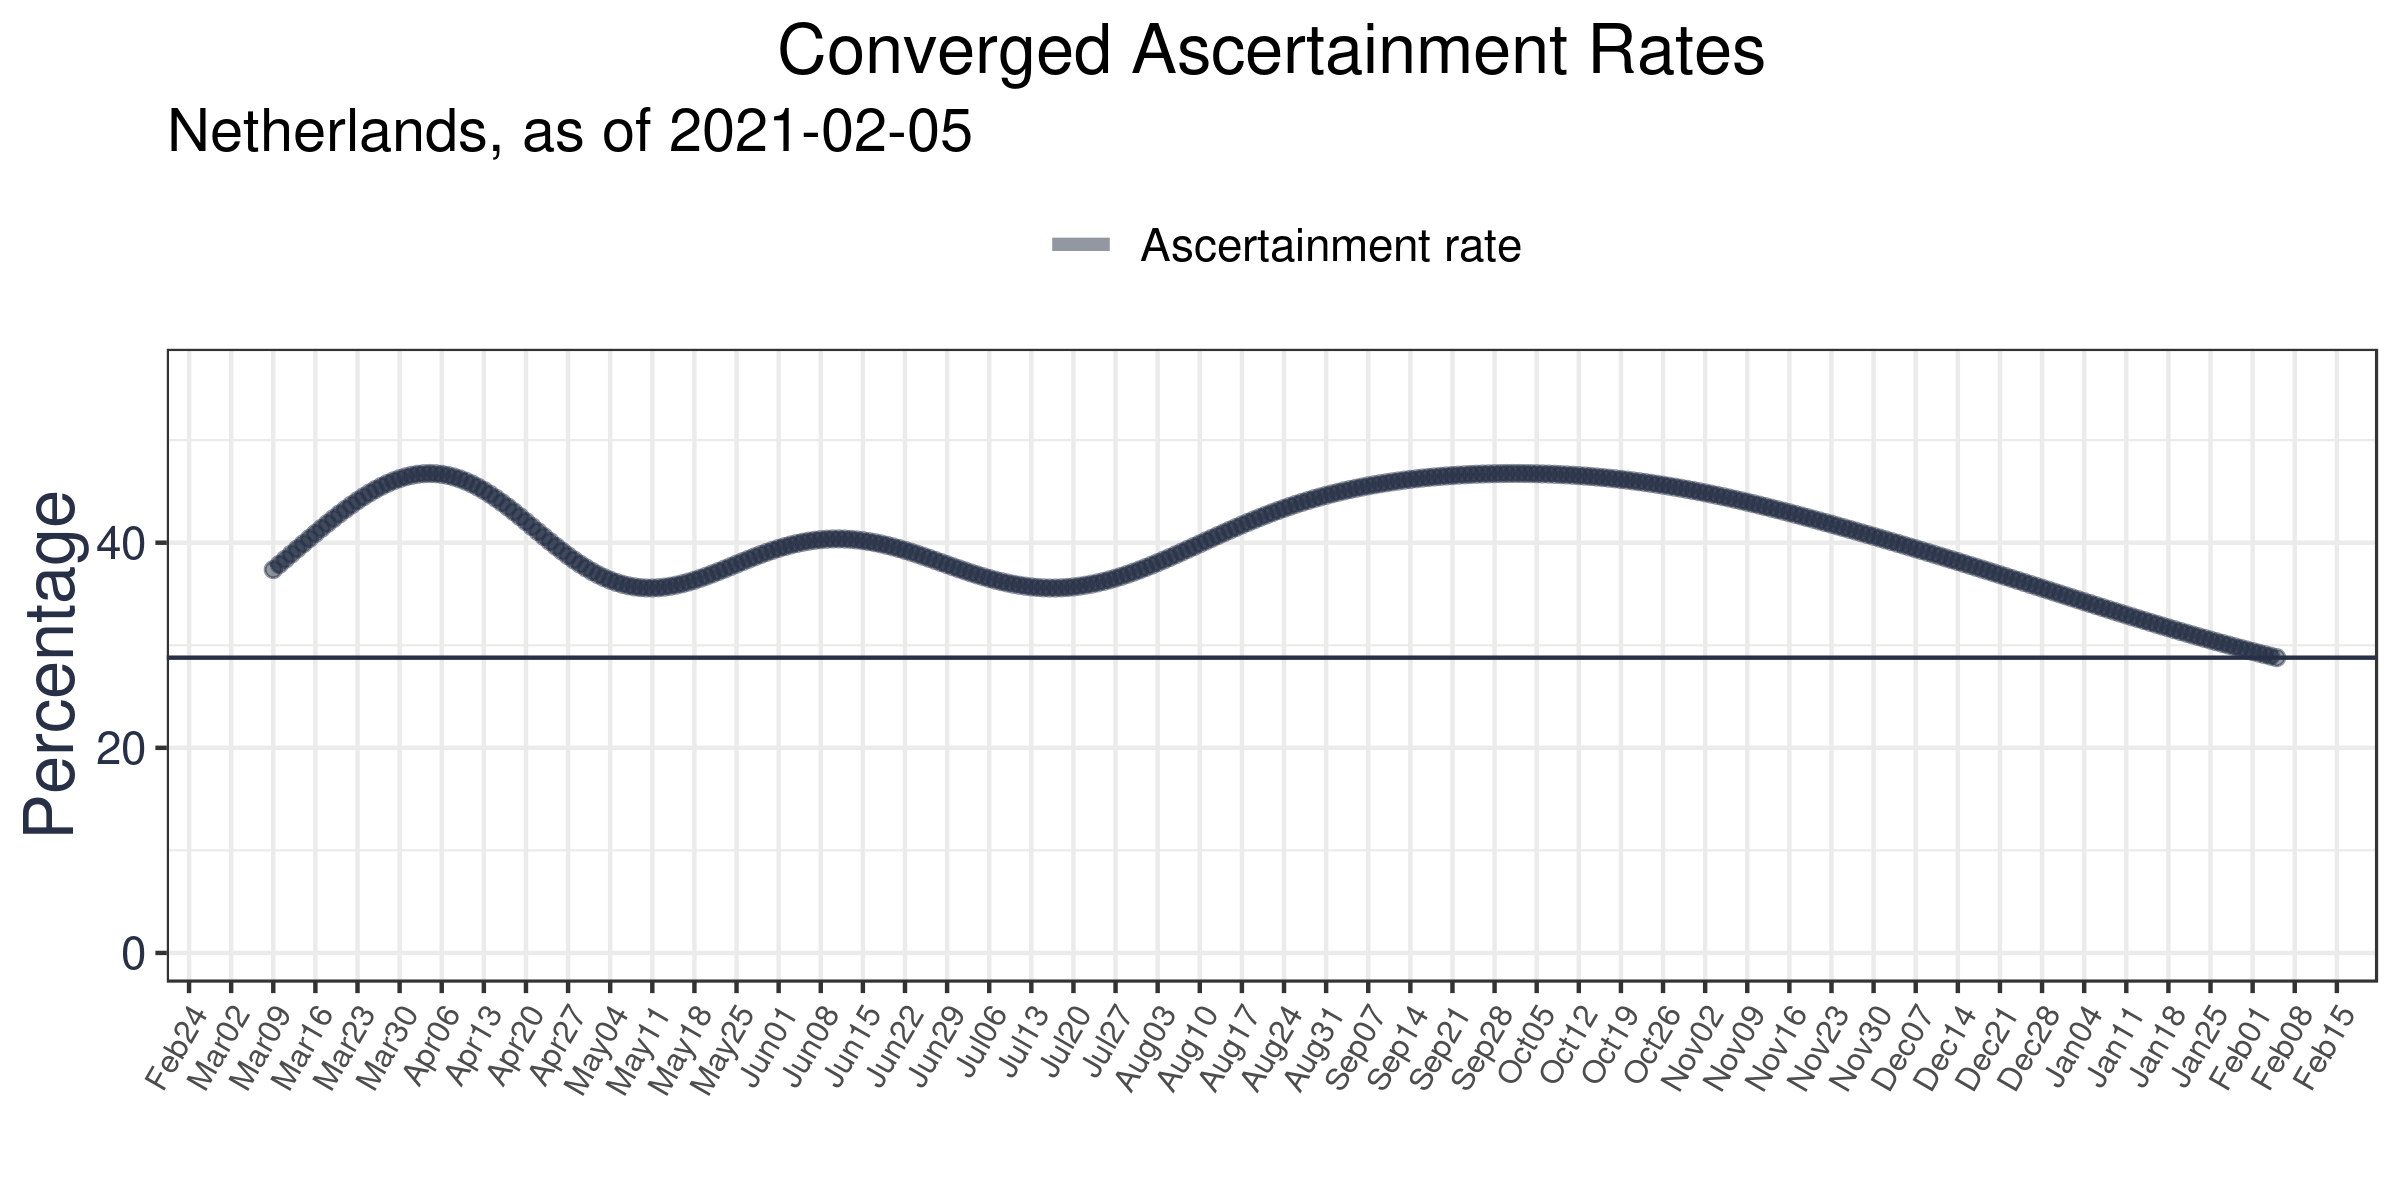 Converged Ascertainment Rates
Netherlands, as of 2021-02-05
Ascertainment rate
Percentage
40
20
0
Feb24 Mar02 Mar09 Mar16 Mar23 Mar30 Apr06 Apr13 Apr20 Apr27 May04 May11 May18 May25 Jun01 Jun08 Jun15 Jun22 Jun29 Jul06 Jul13 Jul20 Jul27 Aug03 Aug10 Aug17 Aug24 Aug31 Sep07 Sep14 Sep21 Sep28 Oct05 Oct12 Oct19 Oct26 Nov02 Nov09 Nov16 Nov23 Nov30 Dec07 Dec14 Dec21 Dec28 Jan04 Jan11 Jan18 Jan25 Feb01 Feb08 Feb15